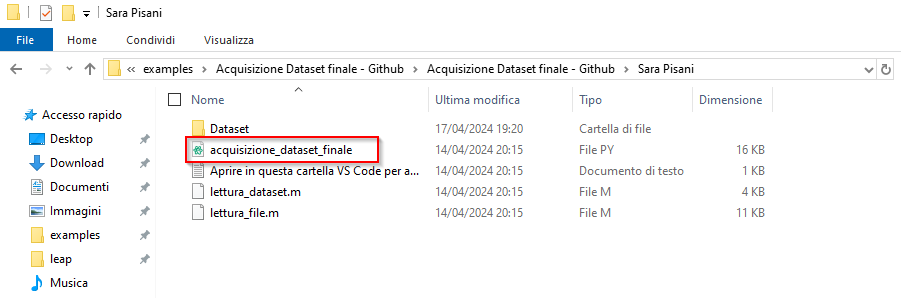 Sara Pisani
File Home Condividi Visualizza
« examples > Acquisizione Dataset finale - Github > Acquisizione Dataset finale - Github > Sara Pisani
Nome Ultima modifica Tipo Dimensione
Accesso rapido
Desktop
Download
Documenti
Immagini
examples
leap
Musica
Dataset 17/04/2024 19:20 Cartella di file
acquisizione_dataset_finale 14/04/2024 20:15 File PY 16 KB
Aprire in questa cartella VS Code per a... 14/04/2024 20:15 Documento di testo 1 KB
lettura_dataset.m 14/04/2024 20:15 File M 4 KB
lettura_file.m 14/04/2024 20:15 File M 11 KB